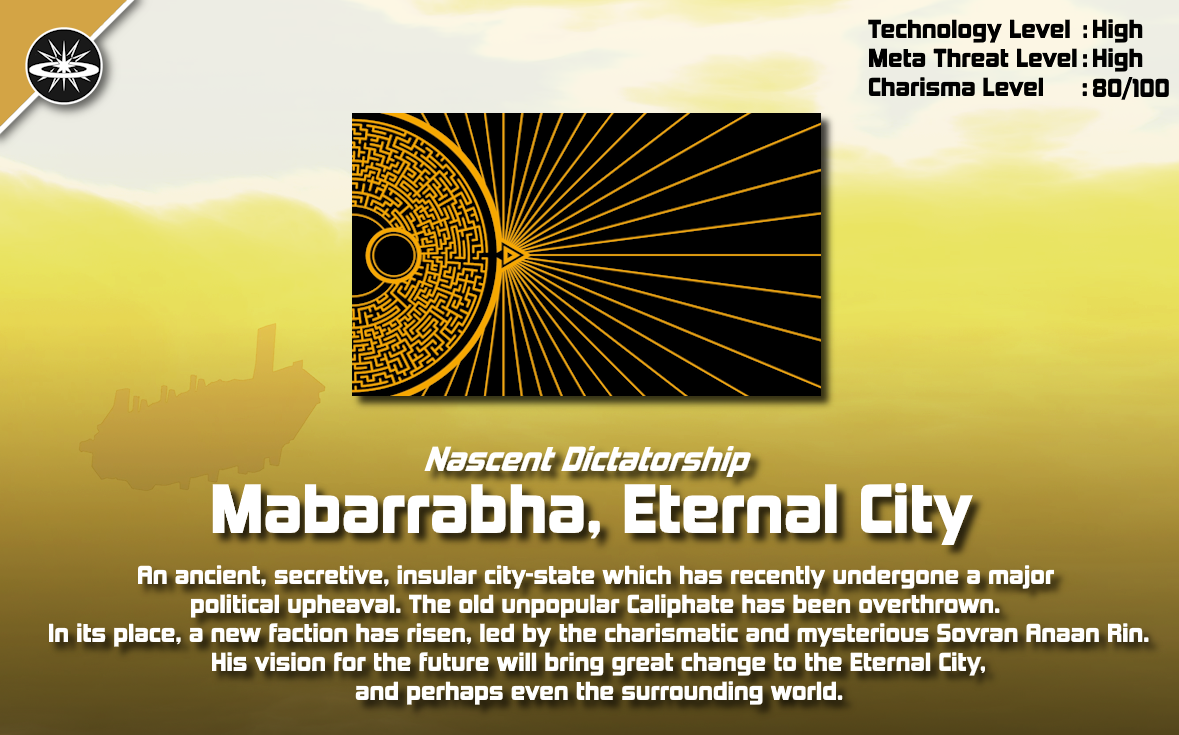 Technology Level : High
Meta Threat Level : High
Charisma Level : 80/100
Nascent Dictatorship
Mabarrabha, Eternal City
An ancient, secretive, insular city-state which has recently undergone a major
political upheaval. The old unpopular Caliphate has been overthrown.
In its place, a new faction has risen, led by the charismatic and mysterious Sovran Anaan Rin.
His vision for the future will bring great change to the Eternal City,
and perhaps even the surrounding world.